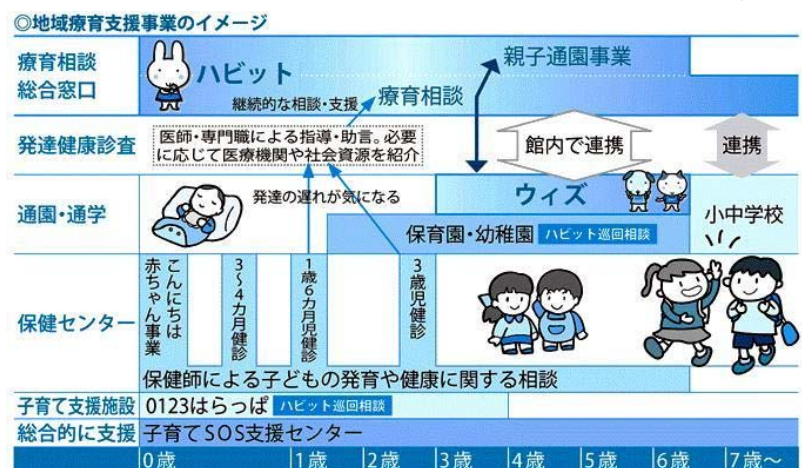 ◎地域療育支援事業のイメージ
療育相談
総合窓口
ハビット
継続的な相談・支援
療育相談
親子通園事業
発達健康診査
医師・専門職による指導・助言。必要
に応じて医療機関や社会資源を紹介
館内で連携
連携
通園・通学
発達の遅れが気になる
ウィズ
保育園・幼稚園 ハビット巡回相談
小中学校
保健センター
こんにちは
赤ちゃん事業
3〜4カ月健診
1歳6カ月児健診
3歳児健診
保健師による子どもの発育や健康に関する相談
子育て支援施設
0123はらっぱ ハビット巡回相談
総合的に支援
子育てSOS支援センター
0歳 1歳 2歳 3歳 4歳 5歳 6歳 7歳〜